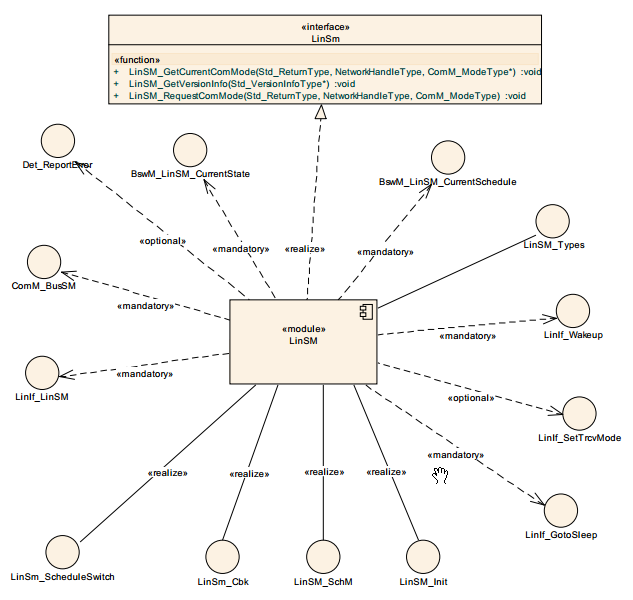 «interface»
LinSm
«function»
+ LinSM_GetCurrentComMode(Std_ReturnType, NetworkHandleType, ComM_ModeType*) :void
+ LinSM_GetVersionInfo(Std_VersionInfoType*) :void
+ LinSM_RequestComMode(Std_ReturnType, NetworkHandleType, ComM_ModeType) :void
Det_ReportError
BswM_LinSM_CurrentState
BswM_LinSM_CurrentSchedule
«optional»
«mandatory»
«realize»
«mandatory»
LinSM_Types
ComM_BusSM
«mandatory»
«module»
LinSM
«mandatory»
LinIf_Wakeup
LinIf_LinSM
«mandatory»
«optional»
LinIf_SetTrcvMode
«mandatory»
«realize»
«realize»
«realize»
«realize»
LinIf_GotoSleep
LinSm_ScheduleSwitch
LinSm_Cbk
LinSM_SchM
LinSM_Init